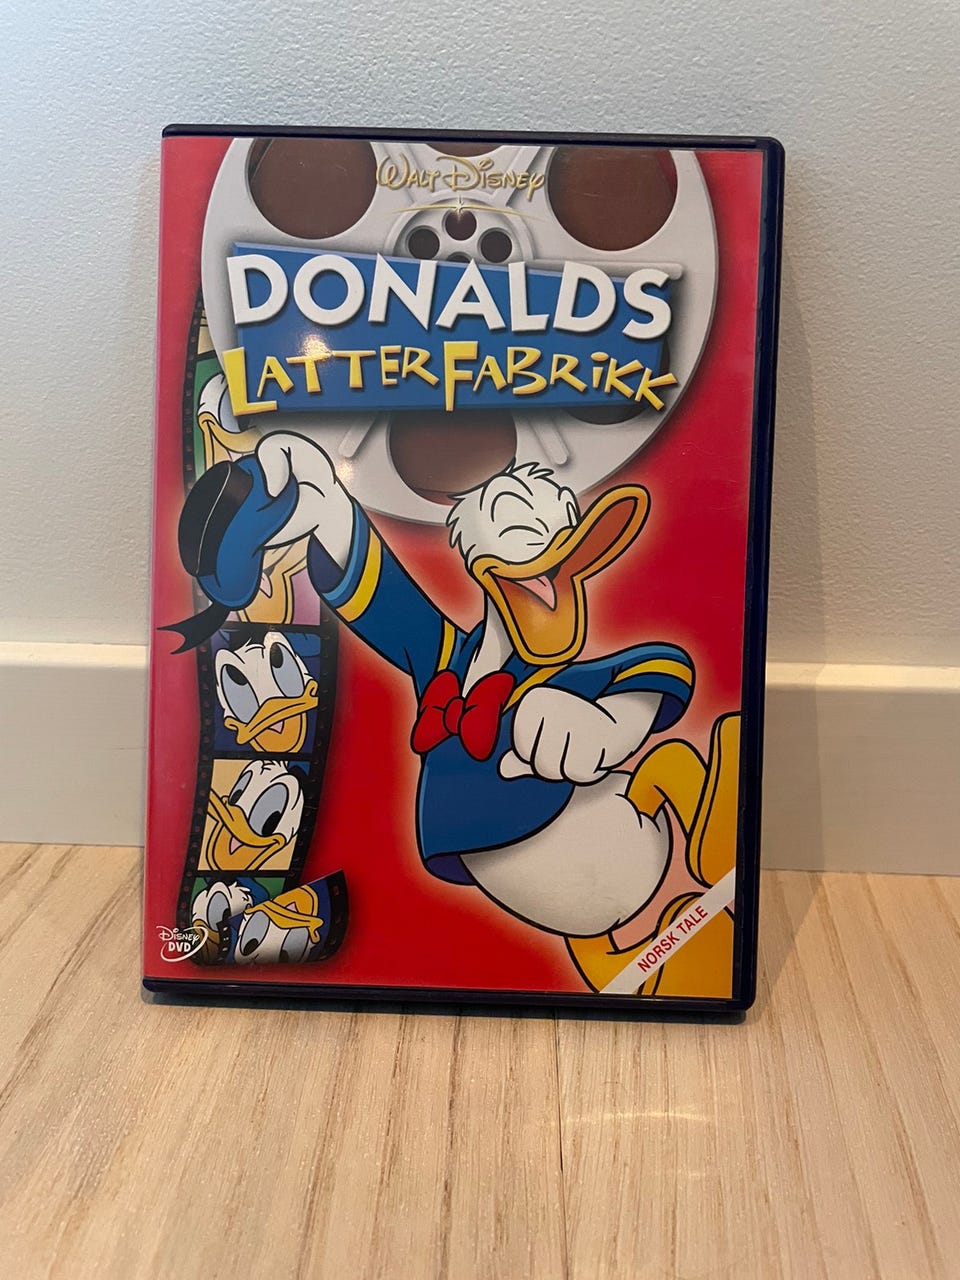 WALT DISNEY
DONALDS
LATTERFABRIKK
DISNEY
DVD
NORSK TALE